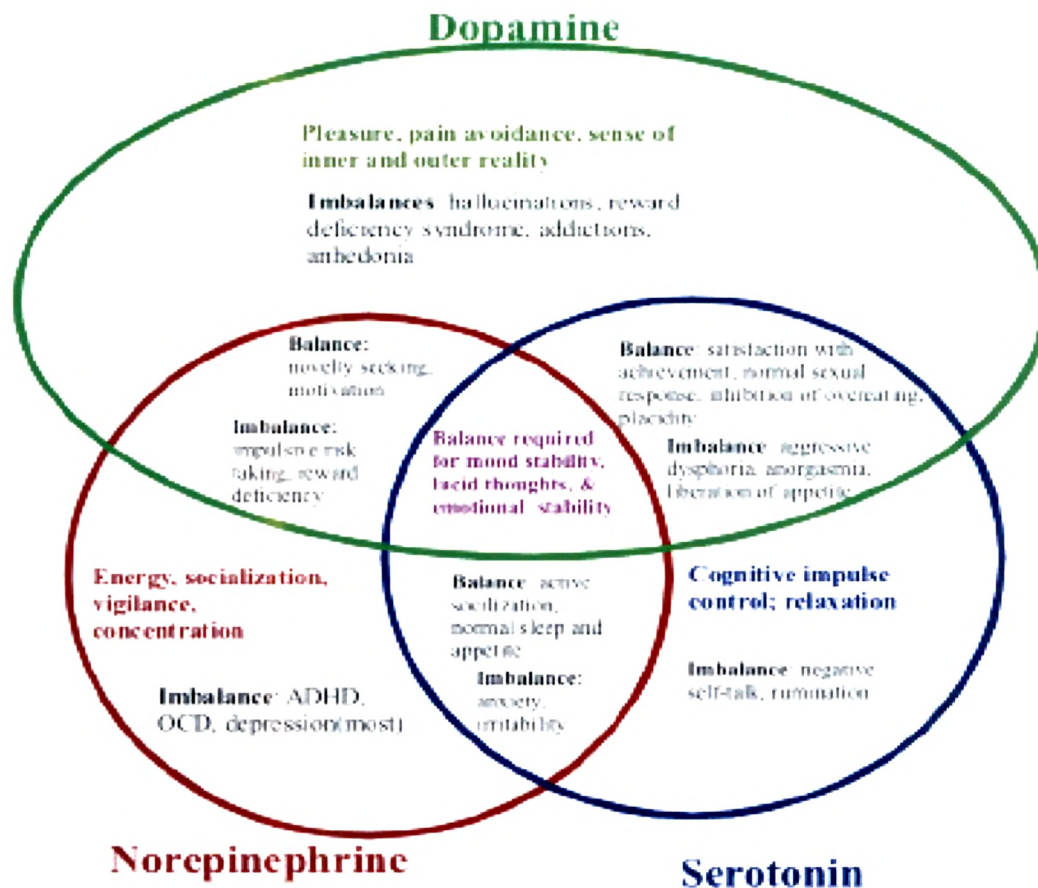 Dopamine
Pleasure, pain avoidance, sense of
inner and outer reality
Imbalances: hallucinations, reward
deficiency syndrome, addictions,
anhedonia
Balance:
novelty seeking,
motivation
Imbalance:
impulsive risk
taking, reward
deficiency
Balance: satisfaction with
achievement, normal sexual
response, inhibition of overeating,
placidity
Imbalance: aggressive
dysphoria, anorgasmia,
liberation of appetite
Balance required
for mood stability,
lucid thoughts, &
emotional stability
Energy, socialization,
vigilance,
concentration
Imbalance: ADHD,
OCD, depression(most)
Balance: active
socilization,
normal sleep and
appetite
Imbalance:
anxiety,
irritability
Cognitive impulse
control; relaxation
Imbalance: negative
self-talk, rumination
Norepinephrine
Serotonin